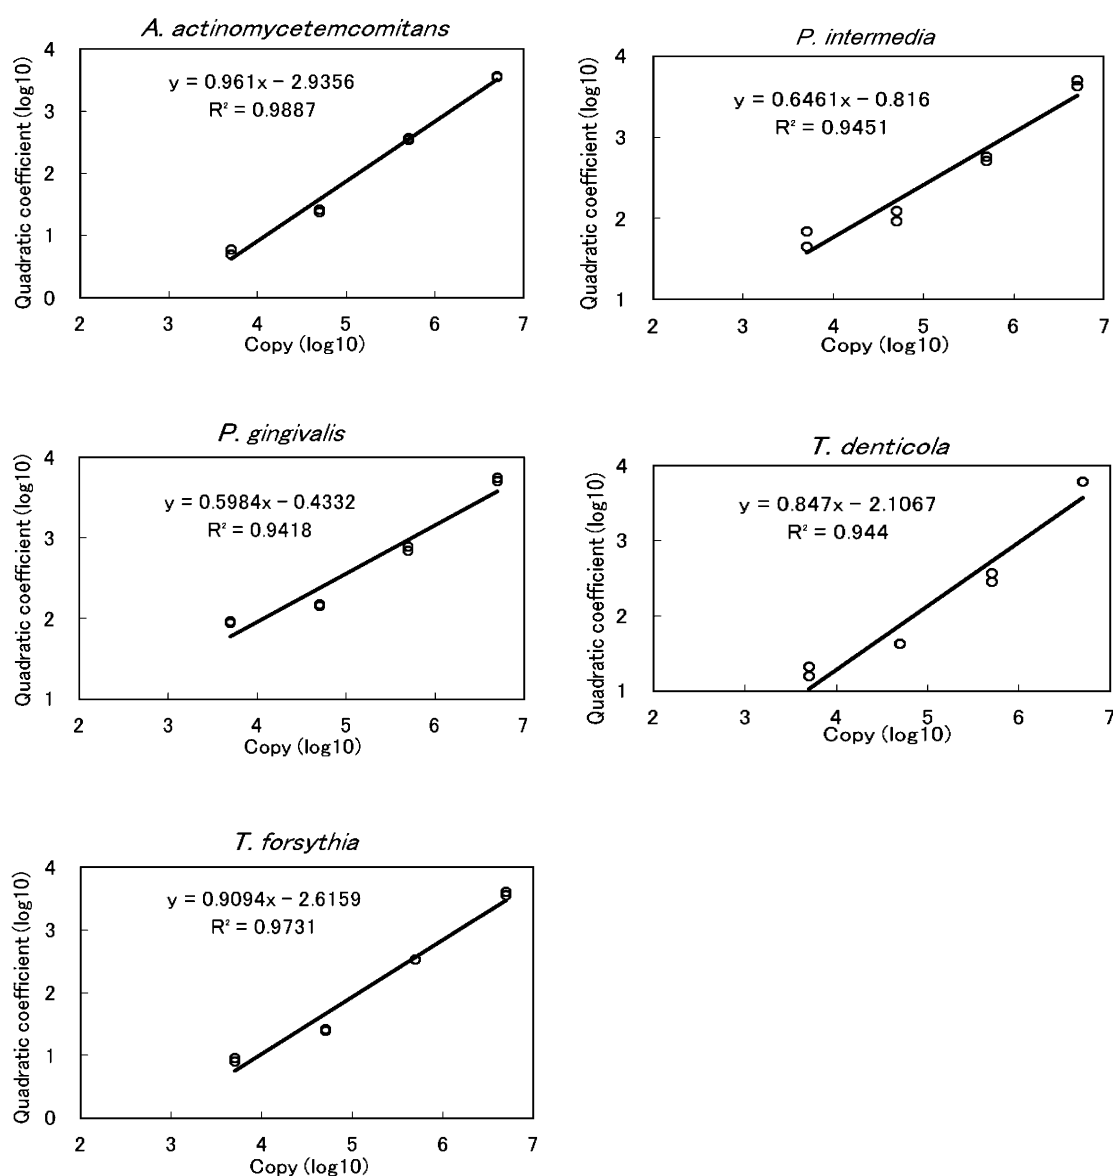 A. actinomycetemcomitans
Quadratic coefficient (log10)
4
3
2
1
0
y = 0.961x − 2.9356
R² = 0.9887
2 3 4 5 6 7
Copy (log10)
P. intermedia
Quadratic coefficient (log10)
4
3
2
1
y = 0.6461x − 0.816
R² = 0.9451
2 3 4 5 6 7
Copy (log10)
P. gingivalis
Quadratic coefficient (log10)
4
3
2
1
y = 0.5984x − 0.4332
R² = 0.9418
2 3 4 5 6 7
Copy (log10)
T. denticola
Quadratic coefficient (log10)
4
3
2
1
y = 0.847x − 2.1067
R² = 0.944
2 3 4 5 6 7
Copy (log10)
T. forsythia
Quadratic coefficient (log10)
4
3
2
1
0
y = 0.9094x − 2.6159
R² = 0.9731
2 3 4 5 6 7
Copy (log10)